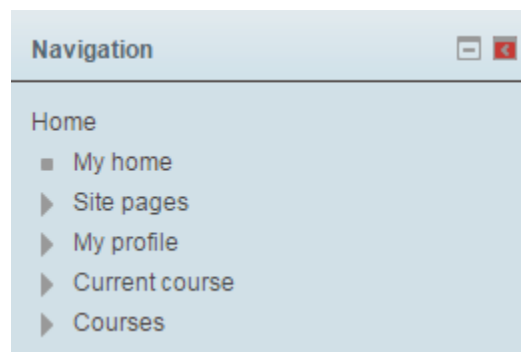 Navigation
Home
My home
Site pages
My profile
Current course
Courses